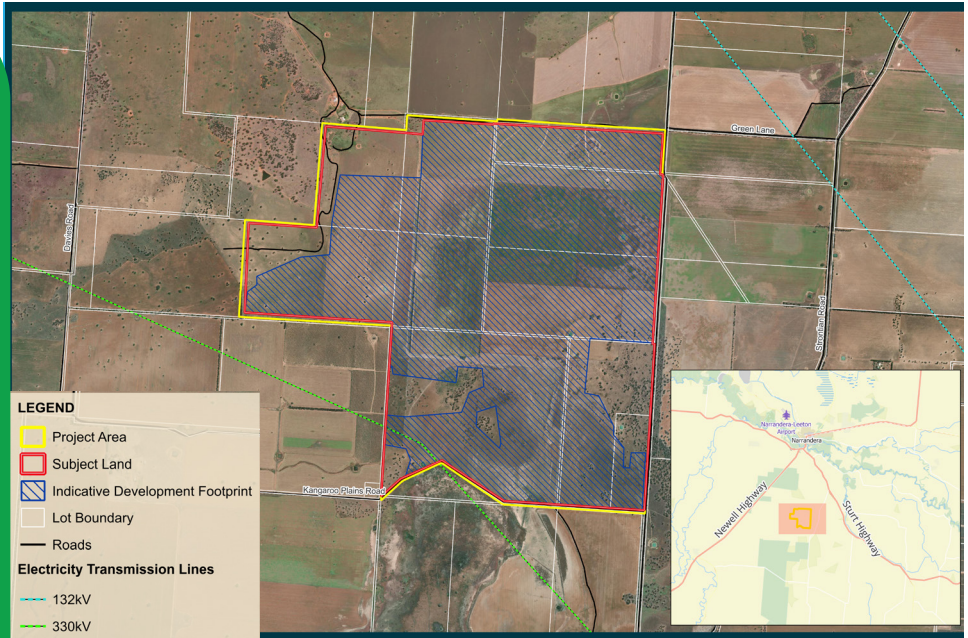 Green Lane
Davies Road
Strontian Road
Kangaroo Plains Road
LEGEND
Project Area
Subject Land
Indicative Development Footprint
Lot Boundary
Roads
Electricity Transmission Lines
132kV
330kV
Narrandera-Leeton
Airport
Narrandera
Newell Highway
Sturt Highway